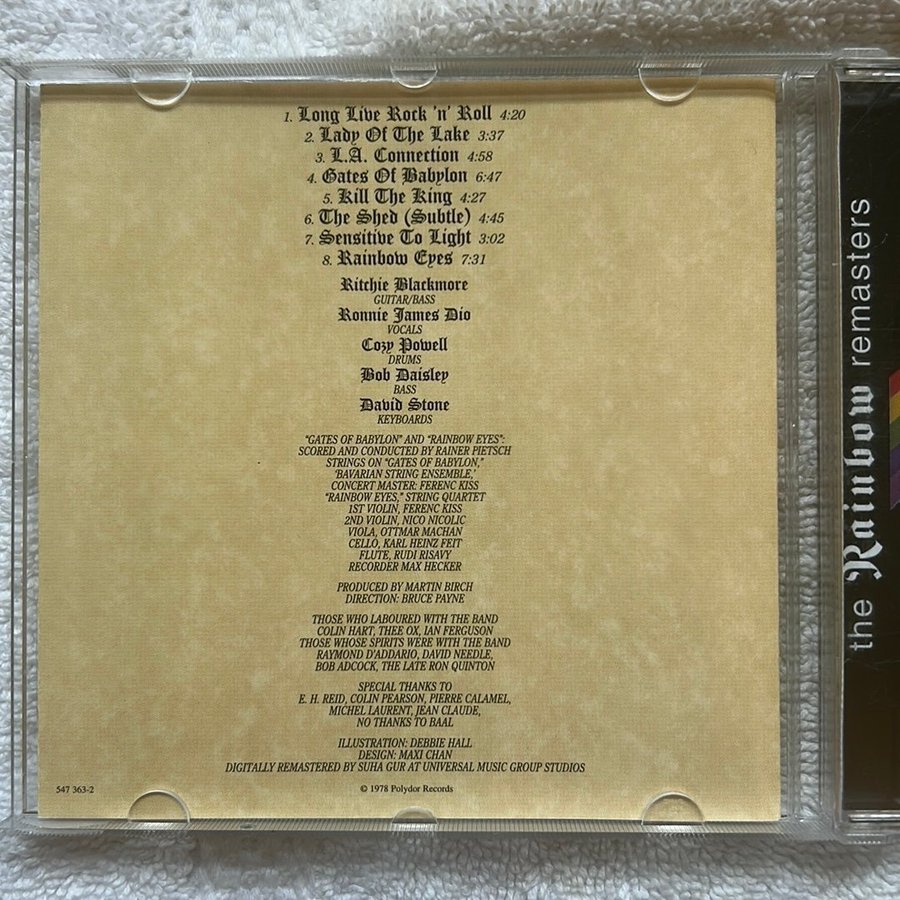 1. Long Live Rock 'n' Roll 4:20
2. Lady Of The Lake 3:37
3. L.A. Connection 4:58
4. Gates Of Babylon 6:47
5. Kill The King 4:27
6. The Shed (Subtle) 4:45
7. Sensitive To Light 3:02
8. Rainbow Eyes 7:31
Ritchie Blackmore
GUITAR/BASS
Ronnie James Dio
VOCALS
Cozy Powell
DRUMS
Bob Daisley
BASS
David Stone
KEYBOARDS
"GATES OF BABYLON" AND "RAINBOW EYES":
SCORED AND CONDUCTED BY RAINER PIETSCH
STRINGS ON "GATES OF BABYLON,"
'BAVARIAN STRING ENSEMBLE,'
CONCERT MASTER: FERENC KISS
"RAINBOW EYES," STRING QUARTET
1ST VIOLIN, FERENC KISS
2ND VIOLIN, NICO NICOLIC
VIOLA, OTTMAR MACHAN
CELLO, KARL HEINZ FEIT
FLUTE, RUDI RISAVY
RECORDER MAX HECKER
PRODUCED BY MARTIN BIRCH
DIRECTION: BRUCE PAYNE
THOSE WHO LABOURED WITH THE BAND
COLIN HART, THEE OX, IAN FERGUSON
THOSE WHOSE SPIRITS WERE WITH THE BAND
RAYMOND D'ADDARIO, DAVID NEEDLE,
BOB ADCOCK, THE LATE RON QUINTON
SPECIAL THANKS TO
E. H. REID, COLIN PEARSON, PIERRE CALAMEL,
MICHEL LAURENT, JEAN CLAUDE,
NO THANKS TO BAAL
ILLUSTRATION: DEBBIE HALL
DESIGN: MAXI CHAN
DIGITALLY REMASTERED BY SUHA GUR AT UNIVERSAL MUSIC GROUP STUDIOS
547 363-2
© 1978 Polydor Records
the Rainbow remasters